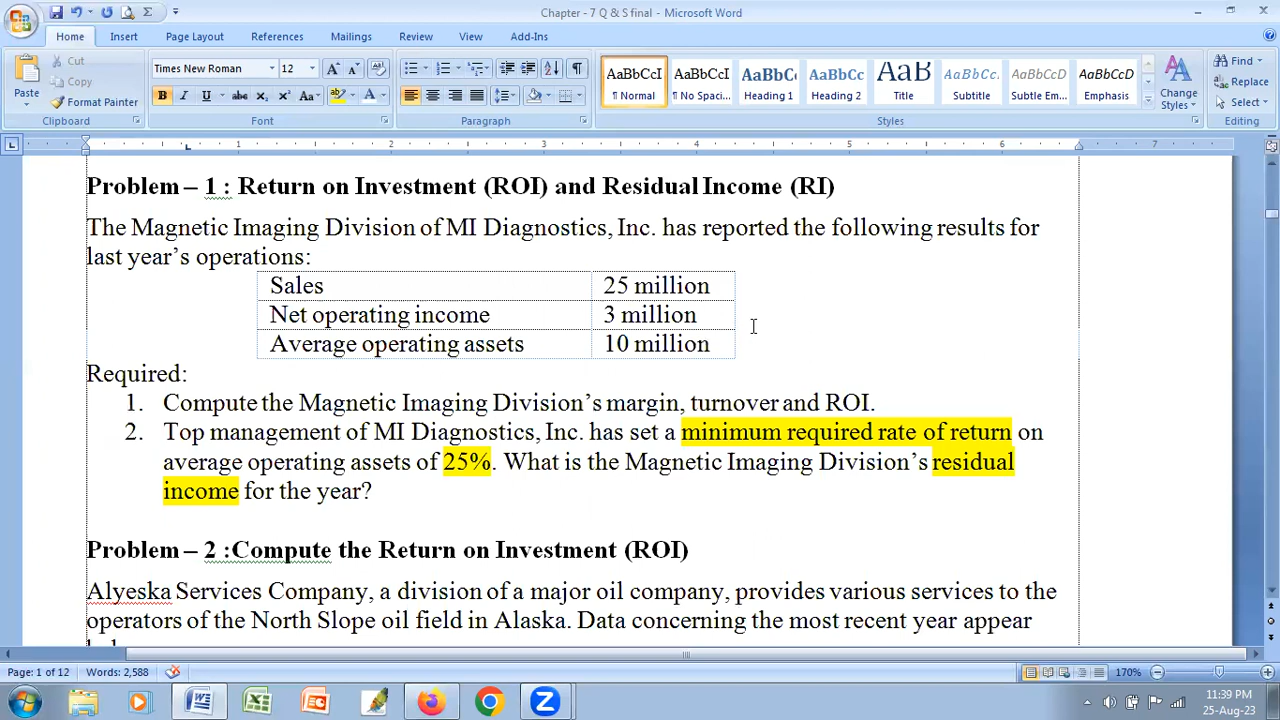 Chapter - 7 Q & S final - Microsoft Word
Home Insert Page Layout References Mailings Review View Add-Ins
Paste
Cut
Copy
Format Painter
Clipboard
Times New Roman 12
Font
Paragraph
AaBbCcI AaBbCcI AaBbC AaBbCc AaB AaBbCcI AaBbCcD AaBbCcD
¶ Normal ¶ No Spaci... Heading 1 Heading 2 Title Subtitle Subtle Em... Emphasis
Change Styles
Styles
Find
Replace
Select
Editing
1 2 3 4 5 6 7
Problem – 1 : Return on Investment (ROI) and Residual Income (RI)
The Magnetic Imaging Division of MI Diagnostics, Inc. has reported the following results for
last year’s operations:
Sales 25 million
Net operating income 3 million
Average operating assets 10 million
Required:
1. Compute the Magnetic Imaging Division’s margin, turnover and ROI.
2. Top management of MI Diagnostics, Inc. has set a minimum required rate of return on
average operating assets of 25%. What is the Magnetic Imaging Division’s residual
income for the year?
Problem – 2 :Compute the Return on Investment (ROI)
Alyeska Services Company, a division of a major oil company, provides various services to the
operators of the North Slope oil field in Alaska. Data concerning the most recent year appear
Page: 1 of 12 Words: 2,588 170%
11:39 PM
25-Aug-23